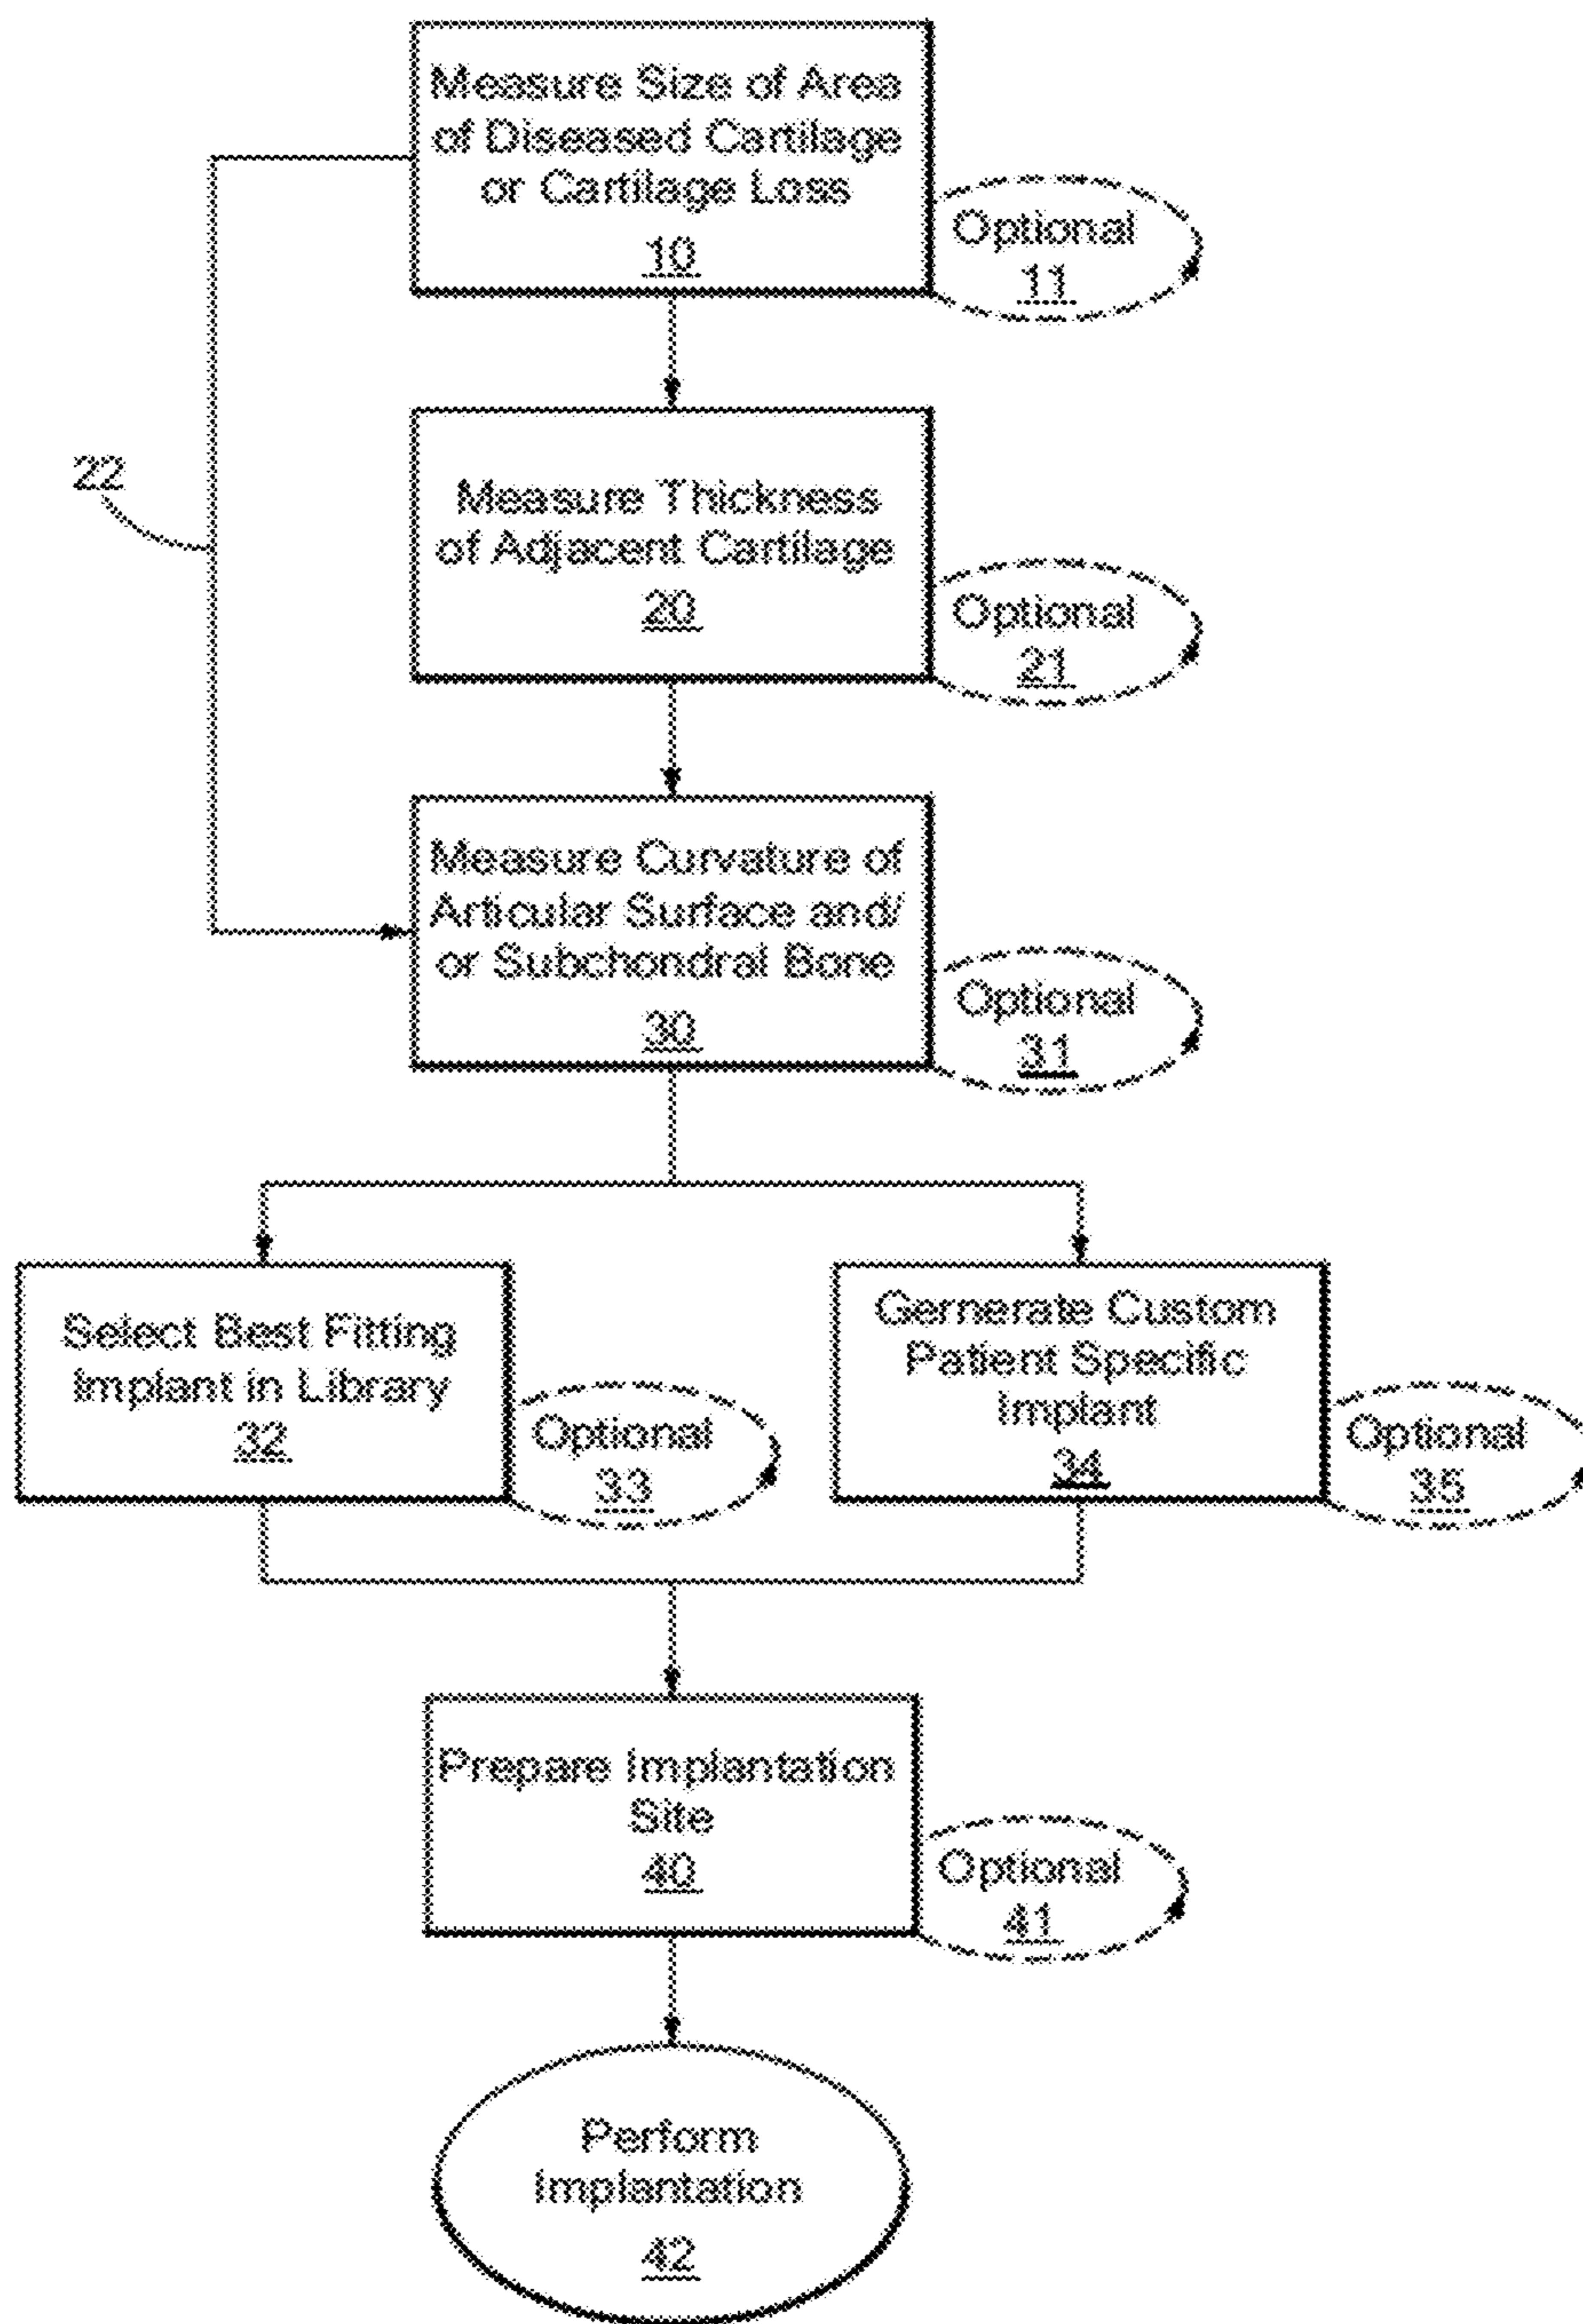 Measure Size of Area
of Diseased Cartilage
or Cartilage Loss
10
Optional
11
22
Measure Thickness
of Adjacent Cartilage
20
Optional
21
Measure Curvature of
Articular Surface and/
or Subchondral Bone
30
Optional
31
Select Best Fitting
Implant in Library
32
Optional
33
Gernerate Custom
Patient Specific
Implant
34
Optional
35
Prepare Implantation
Site
40
Optional
41
Perform
Implantation
42